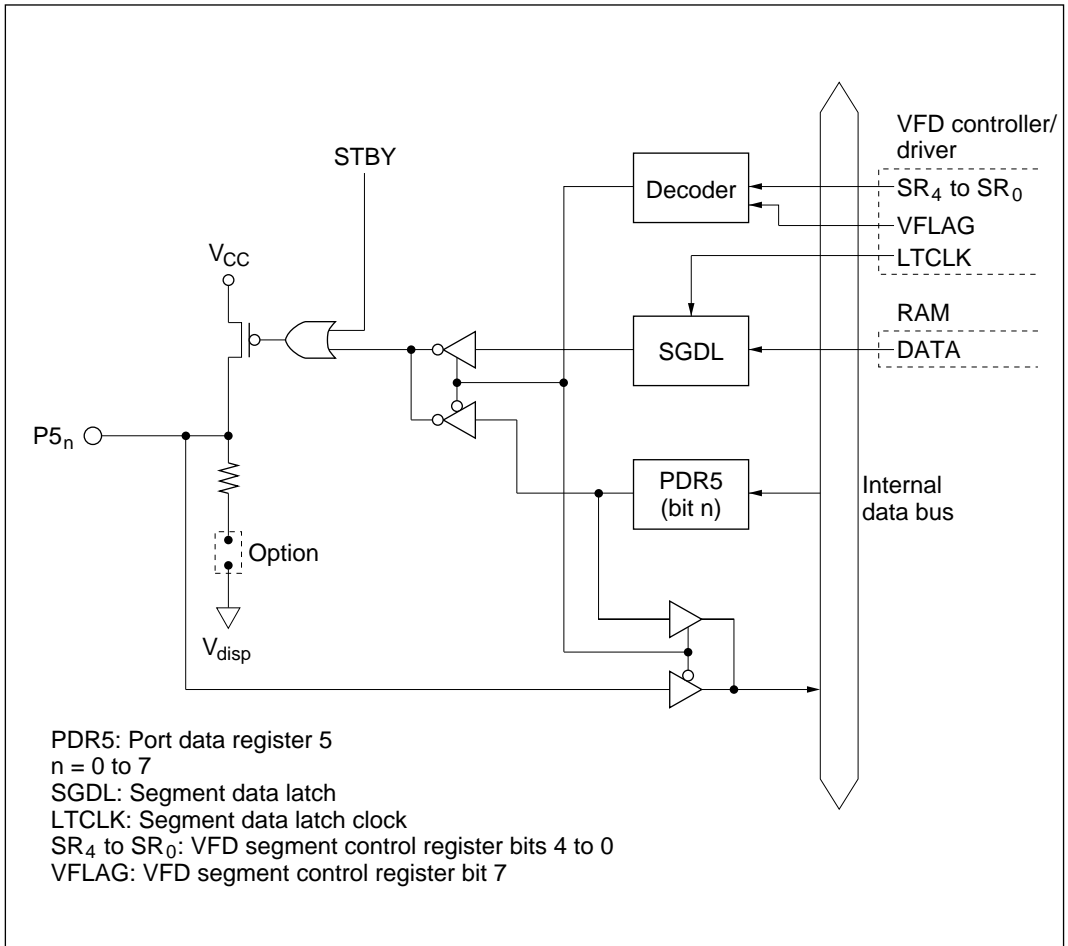 VFD controller/
driver
STBY
Decoder
SR4 to SR0
VFLAG
VCC
LTCLK
RAM
SGDL
DATA
P5n
PDR5
(bit n)
Internal
data bus
Option
Vdisp
PDR5: Port data register 5
n = 0 to 7
SGDL: Segment data latch
LTCLK: Segment data latch clock
SR4 to SR0: VFD segment control register bits 4 to 0
VFLAG: VFD segment control register bit 7